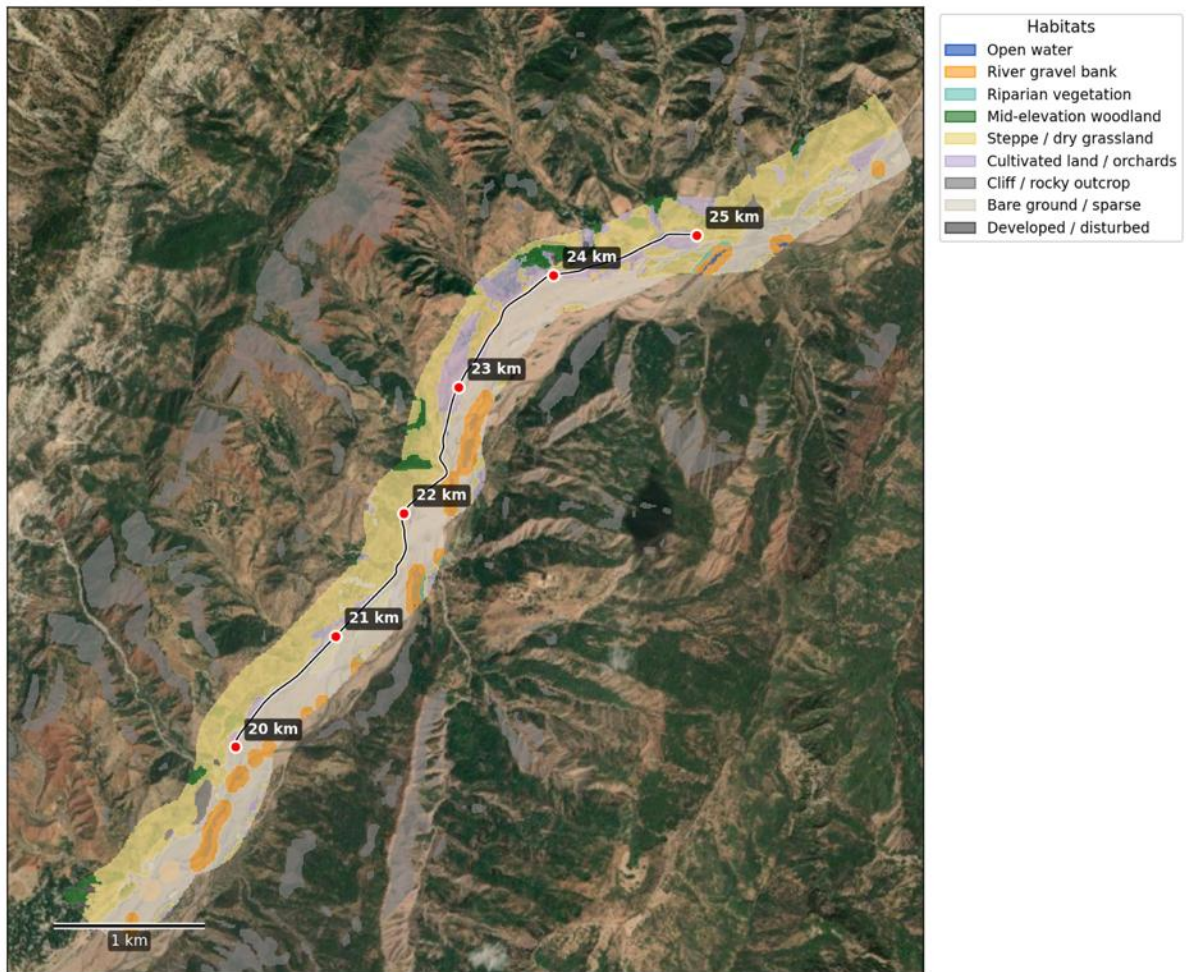 Habitats
Open water
River gravel bank
Riparian vegetation
Mid-elevation woodland
Steppe / dry grassland
Cultivated land / orchards
Cliff / rocky outcrop
Bare ground / sparse
Developed / disturbed
25 km
24 km
23 km
22 km
21 km
20 km
1 km